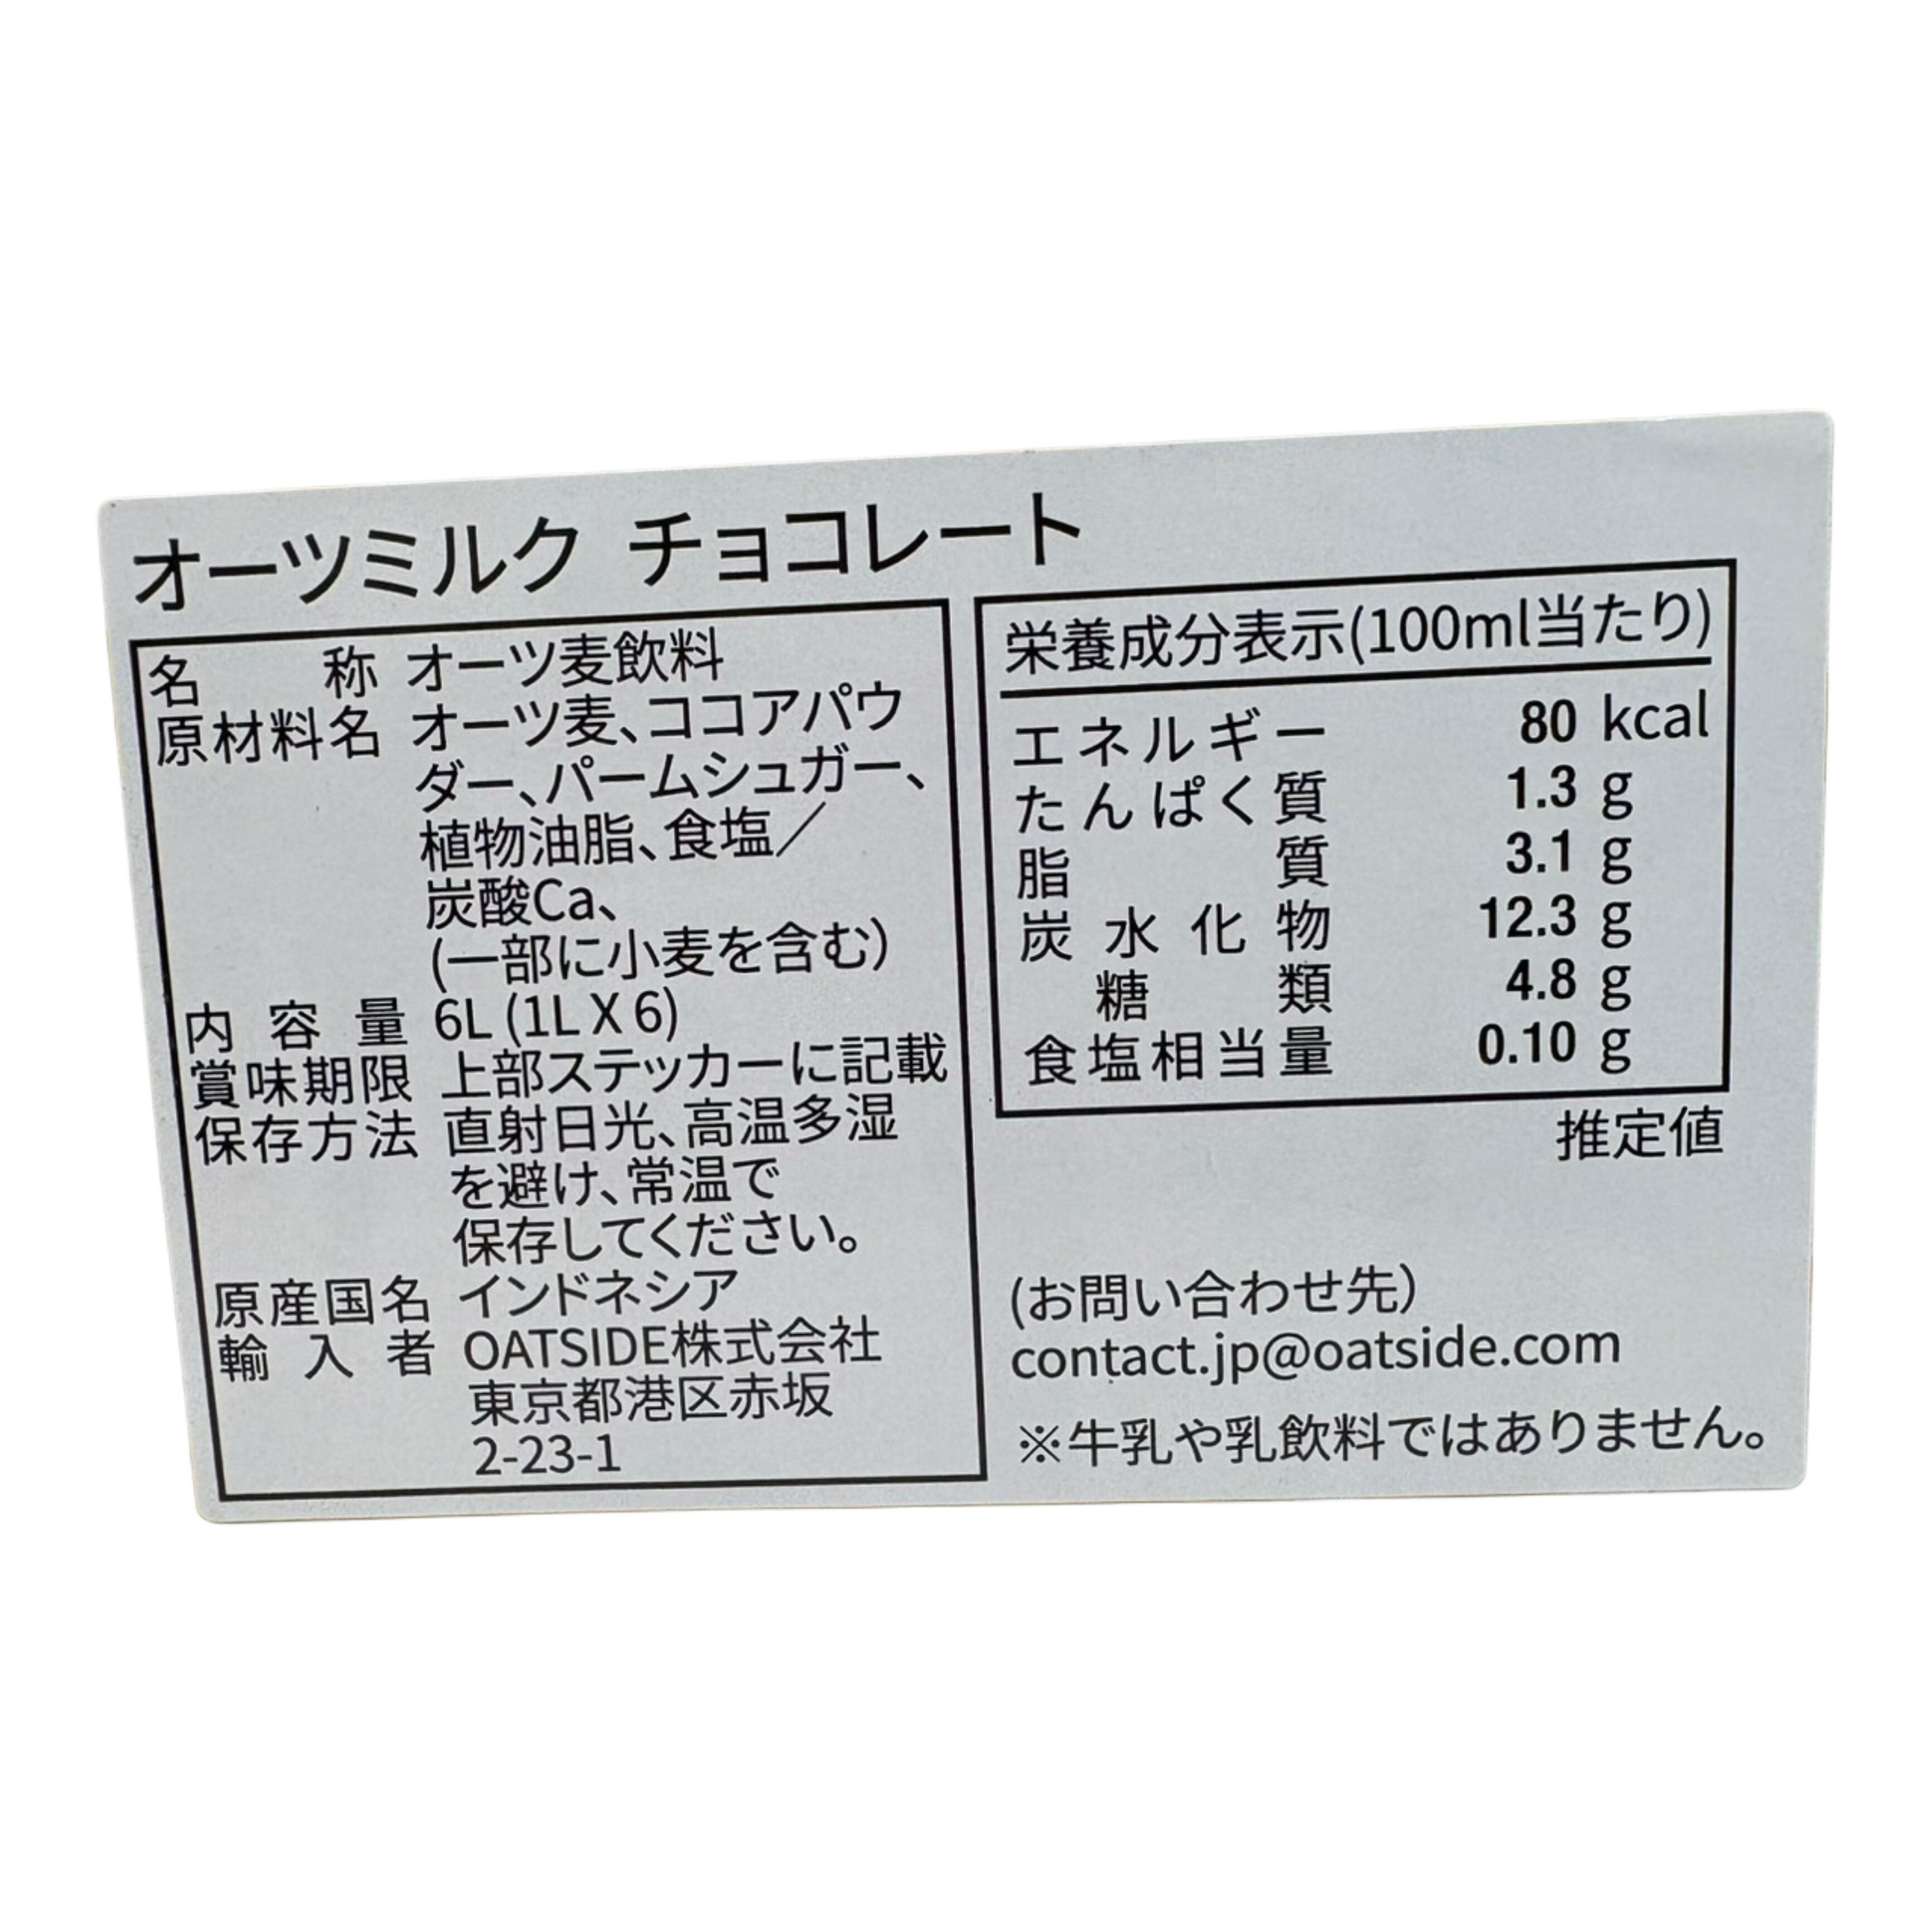 オーツミルク チョコレート
名称 オーツ麦飲料
原材料名 オーツ麦、ココアパウ
ダー、パームシュガー、
植物油脂、食塩／
炭酸Ca、
(一部に小麦を含む)
内容量 6L (1L X 6)
賞味期限 上部ステッカーに記載
保存方法 直射日光、高温多湿
を避け、常温で
保存してください。
原産国名 インドネシア
輸入者 OATSIDE株式会社
東京都港区赤坂
2-23-1
栄養成分表示(100ml当たり)
エネルギー 80 kcal
たんぱく質 1.3 g
脂質 3.1 g
炭水化物 12.3 g
糖類 4.8 g
食塩相当量 0.10 g
推定値
(お問い合わせ先)
contact.jp@oatside.com
※牛乳や乳飲料ではありません。